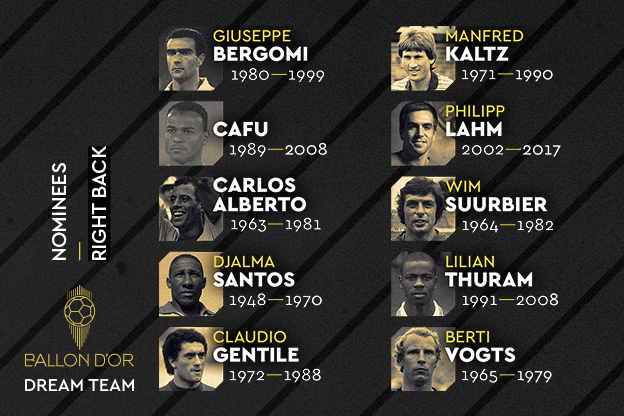 GIUSEPPE
BERGOMI
1980—1999
CAFU
1989—2008
CARLOS
ALBERTO
1963—1981
DJALMA
SANTOS
1948—1970
CLAUDIO
GENTILE
1972—1988
MANFRED
KALTZ
1971—1990
PHILIPP
LAHM
2002—2017
WIM
SUURBIER
1964—1982
LILIAN
THURAM
1991—2008
BERTI
VOGTS
1965—1979
NOMINEES
RIGHT BACK
BALLON D'OR
DREAM TEAM